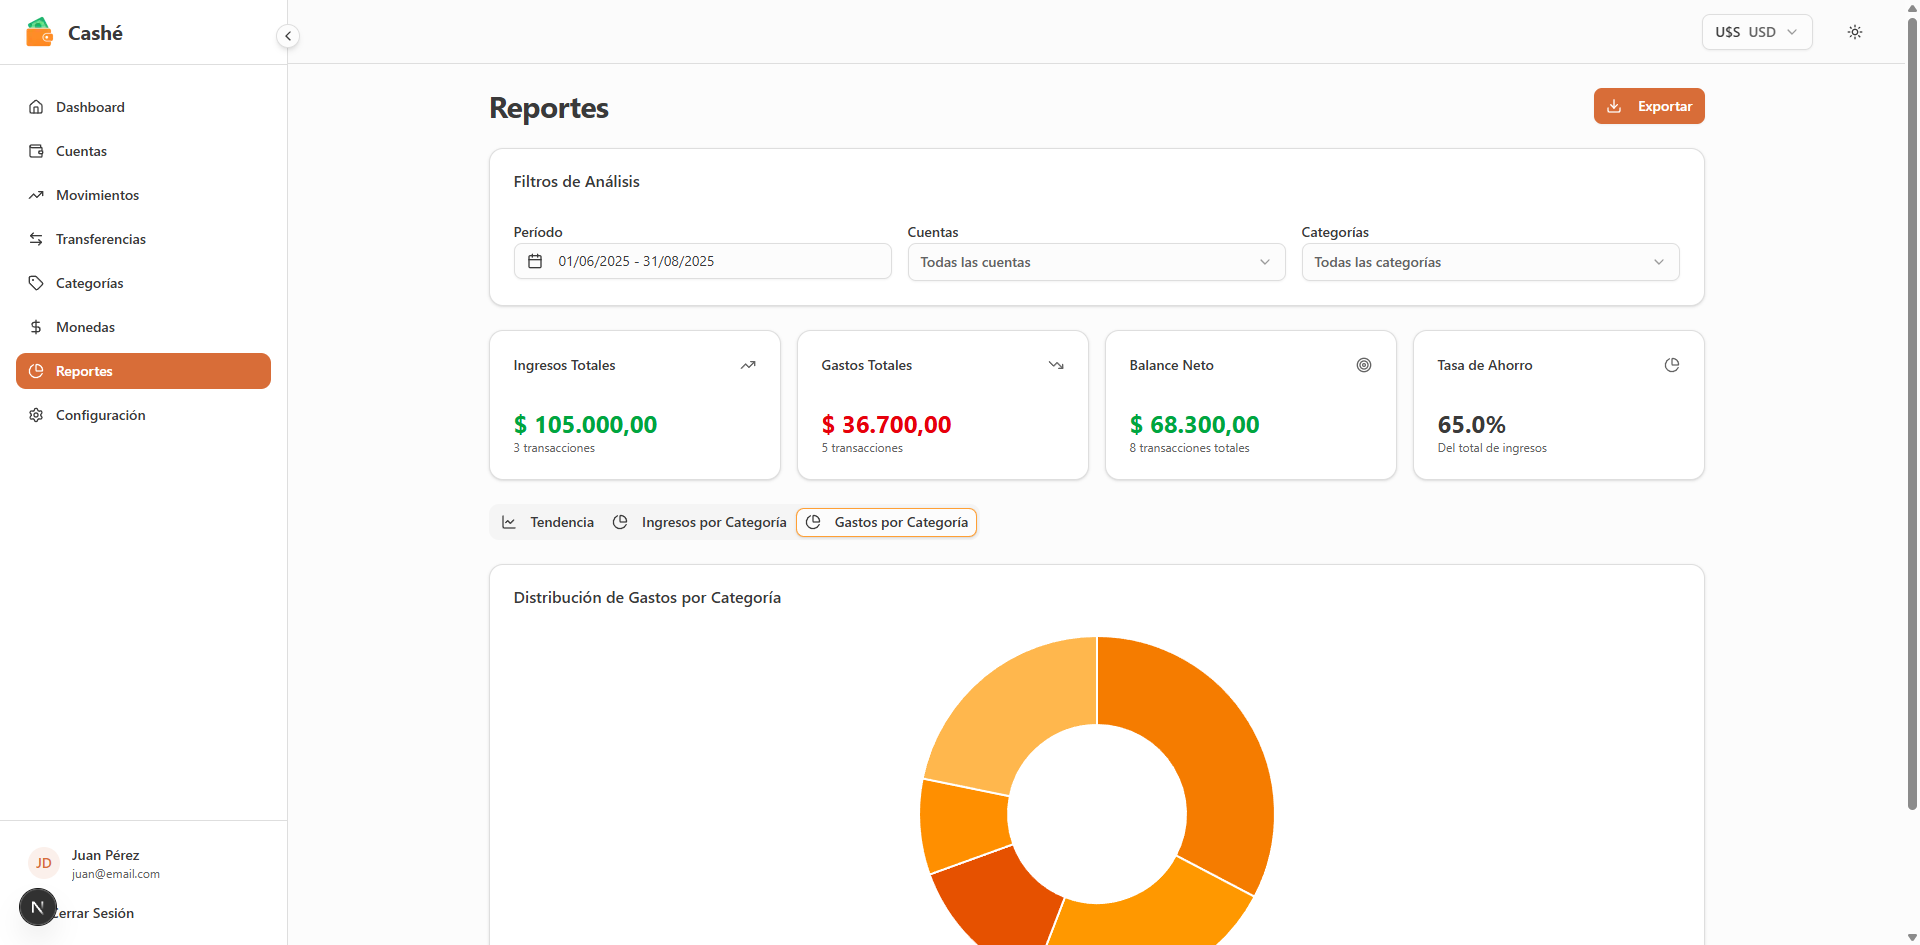 Cashé
U$S USD
Dashboard
Cuentas
Movimientos
Transferencias
Categorías
Monedas
Reportes
Configuración
Juan Pérez
JD
juan@email.com
N
Cerrar Sesión
Reportes
Exportar
Filtros de Análisis
Período
01/06/2025 - 31/08/2025
Cuentas
Todas las cuentas
Categorías
Todas las categorías
Ingresos Totales
$ 105.000,00
3 transacciones
Gastos Totales
$ 36.700,00
5 transacciones
Balance Neto
$ 68.300,00
8 transacciones totales
Tasa de Ahorro
65.0%
Del total de ingresos
Tendencia
Ingresos por Categoría
Gastos por Categoría
Distribución de Gastos por Categoría